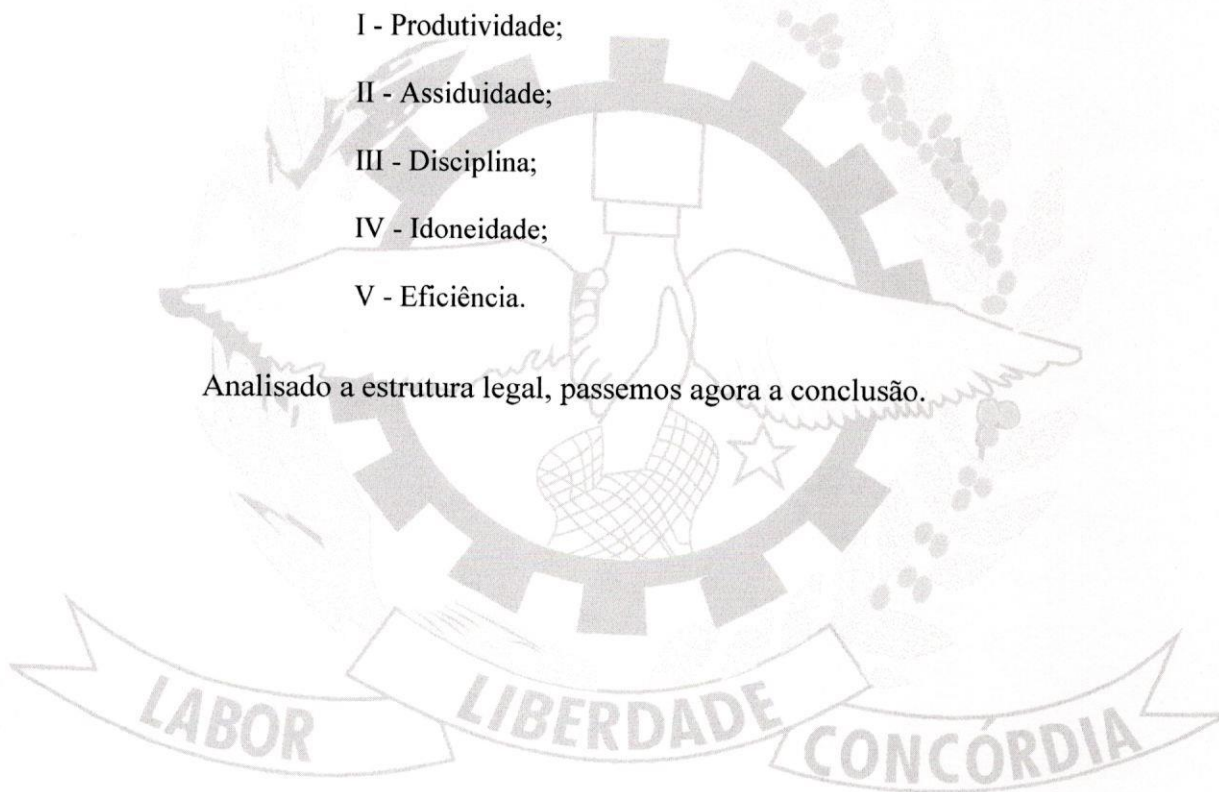 I - Produtividade;
II - Assiduidade;
III - Disciplina;
IV - Idoneidade;
V - Eficiência.
Analisado a estrutura legal, passemos agora a conclusão.
LABOR
LIBERDADE
CONCÓRDIA